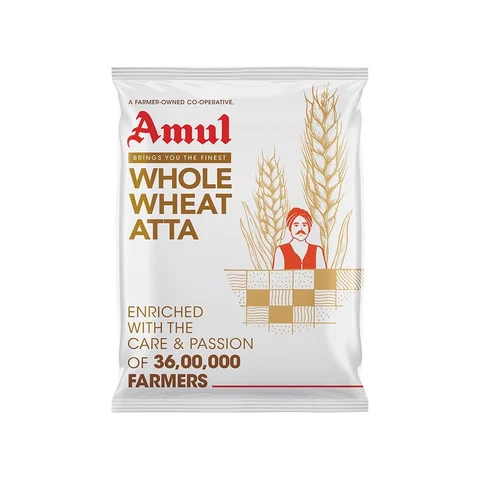 A FARMER-OWNED CO-OPERATIVE.
Amul
BRINGS YOU THE FINEST
WHOLE
WHEAT
ATTA
ENRICHED
WITH THE
CARE & PASSION
OF 36,00,000
FARMERS